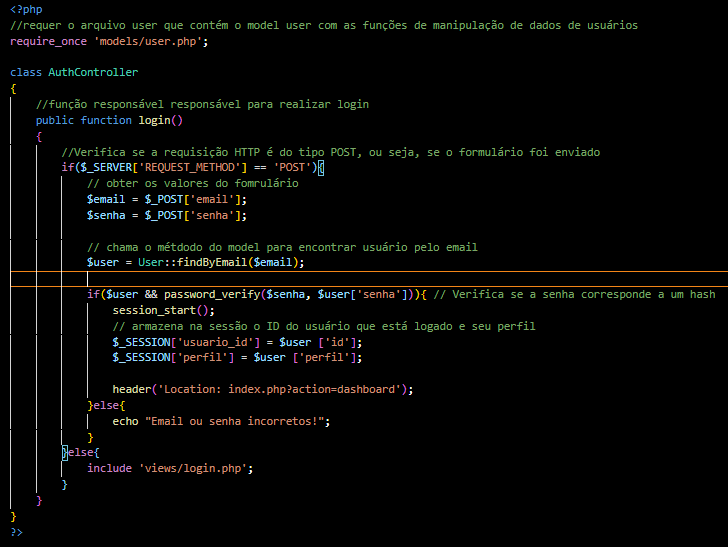 <?php
//requer o arquivo user que contém o model user com as funções de manipulação de dados de usuários
require_once 'models/user.php';
class AuthController
{
//função responsável responsável para realizar login
public function login()
{
//Verifica se a requisição HTTP é do tipo POST, ou seja, se o formulário foi enviado
if($_SERVER['REQUEST_METHOD'] == 'POST'){
// obter os valores do fomrulário
$email = $_POST['email'];
$senha = $_POST['senha'];
// chama o métdodo do model para encontrar usuário pelo email
$user = User::findByEmail($email);
if($user && password_verify($senha, $user['senha'])){ // Verifica se a senha corresponde a um hash
session_start();
// armazena na sessão o ID do usuário que está logado e seu perfil
$_SESSION['usuario_id'] = $user ['id'];
$_SESSION['perfil'] = $user ['perfil'];
header('Location: index.php?action=dashboard');
}else{
echo "Email ou senha incorretos!";
}
}else{
include 'views/login.php';
}
}
}
?>